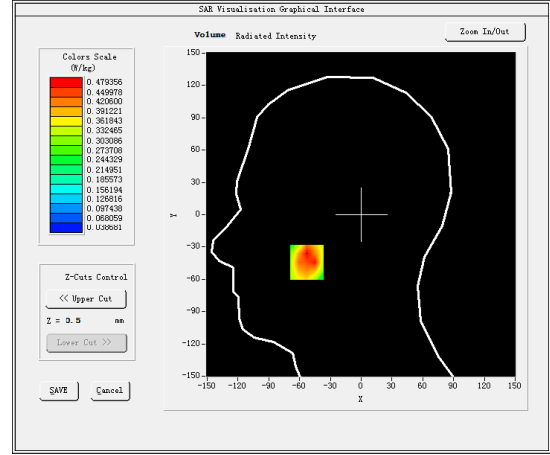 SAR Visualisation Graphical Interface
Volume Radiated Intensity
Zoom In/Out
Colors Scale
(W/kg)
0.479356
0.449978
0.420600
0.391221
0.361843
0.332465
0.303086
0.273708
0.244329
0.214951
0.185573
0.156194
0.126816
0.097438
0.068059
0.038681
Z-Cuts Control
<< Upper Cut
Z = 3.5 mm
Lower Cut >>
SAVE
Cancel
150
120
90
60
30
0
-30
-60
-90
-120
-150
Y
-150 -120 -90 -60 -30 0 30 60 90 120 150
X